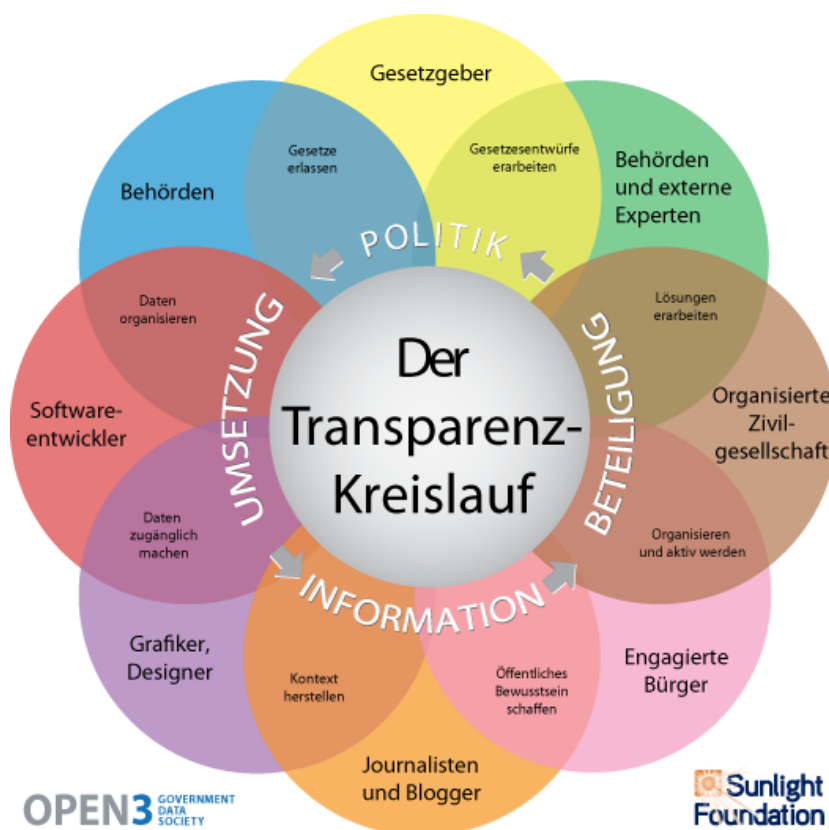 Gesetzgeber
Gesetze
erlassen
Gesetzesentwürfe
erarbeiten
Behörden
Behörden
und externe
Experten
POLITIK
Daten
organisieren
Lösungen
erarbeiten
UMSETZUNG
BETEILIGUNG
Der
Transparenz-
Kreislauf
Software-
entwickler
Organisierte
Zivil-
gesellschaft
Daten
zugänglich
machen
Organisieren
und aktiv werden
INFORMATION
Grafiker,
Designer
Kontext
herstellen
Öffentliches
Bewusstsein
schaffen
Engagierte
Bürger
Journalisten
und Blogger
OPEN3 GOVERNMENT
DATA
SOCIETY
Sunlight
Foundation